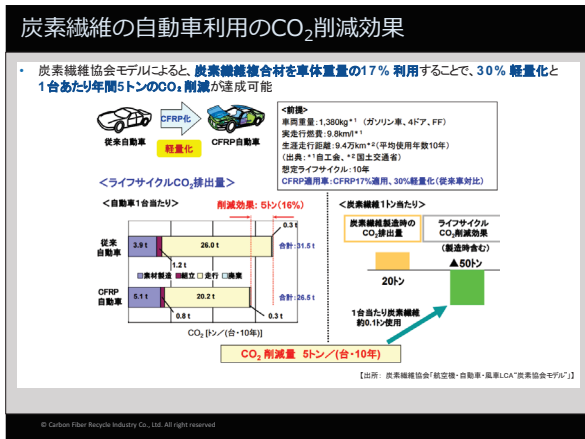 炭素繊維の自動車利用のCO2削減効果
• 炭素繊維協会モデルによると、炭素繊維複合材を車体重量の17% 利用することで、30% 軽量化と
1台あたり年間5トンのCO₂ 削減が達成可能
CFRP化
従来自動車
軽量化
CFRP自動車
<前提>
車両重量：1,380kg*1 （ガソリン車、4ドア、FF）
実走行燃費：9.8km/l*1
生涯走行距離：9.4万km*2（平均使用年数10年）
（出典：*1自工会、*2国土交通省）
想定ライフサイクル：10年
CFRP適用車：CFRP17%適用、30%軽量化（従来車対比）
＜ライフサイクルCO2排出量＞
＜自動車1台当たり＞
削減効果：5トン(16%)
0.3 t
従来
自動車
3.9 t
26.0 t
合計:31.5 t
1.2 t
素材製造 組立 走行 廃棄
CFRP
自動車
5.1 t
20.2 t
合計:26.5 t
0.8 t
0.3 t
CO2 [トン／(台・10年)]
＜炭素繊維1トン当たり＞
炭素繊維製造時の
CO2排出量
ライフサイクル
CO2削減効果
(製造時含む)
▲50トン
20トン
1台当たり炭素繊維
約0.1トン使用
CO2 削減量 5トン／(台・10年)
【出所： 炭素繊維協会「航空機・自動車・風車LCA“炭素協会モデル”」】
© Carbon Fiber Recycle Industry Co., Ltd. All right reserved